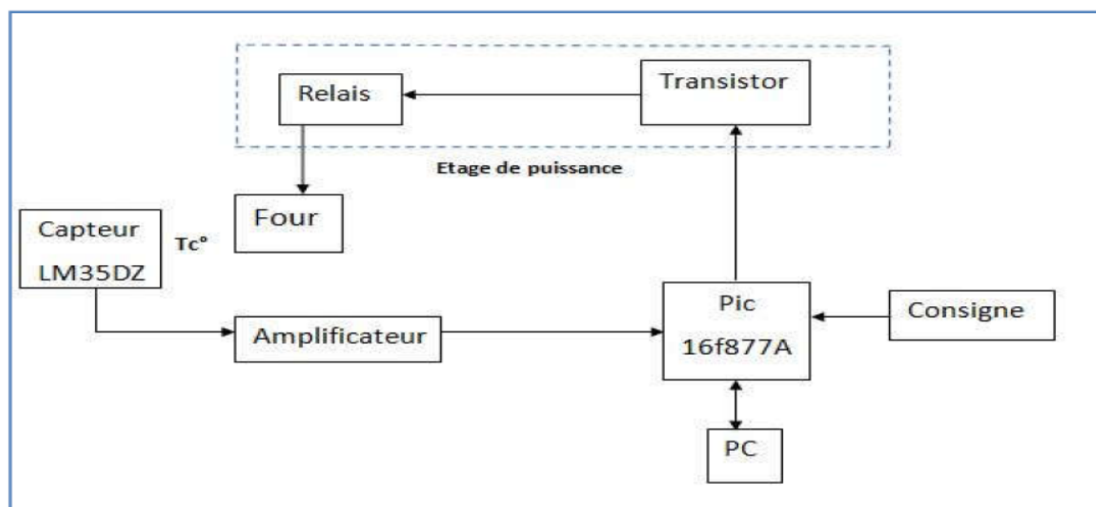 Relais
Transistor
Etage de puissance
Four
Capteur
LM35DZ
Tc°
Amplificateur
Pic
16f877A
Consigne
PC